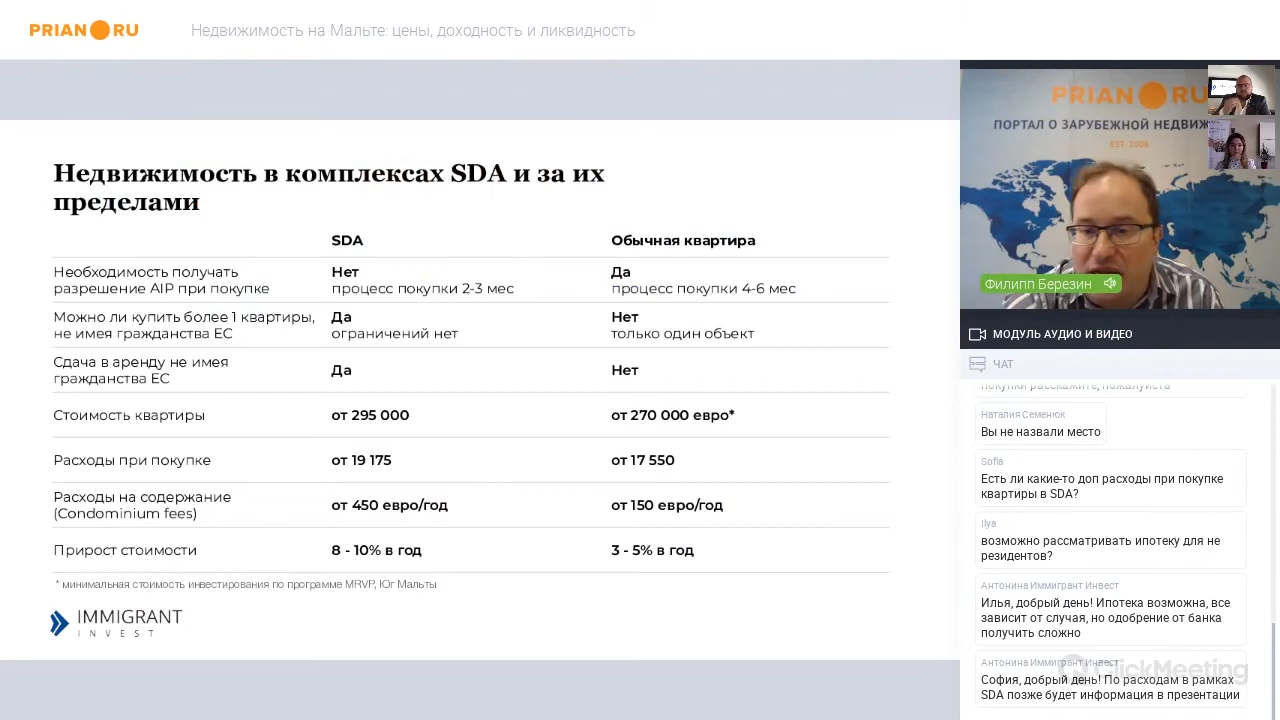 PRIAN RU
Недвижимость на Мальте: цены, доходность и ликвидность
Недвижимость в комплексах SDA и за их
пределами
SDA
Обычная квартира
Необходимость получать
разрешение AIP при покупке
Нет
процесс покупки 2-3 мес
Да
процесс покупки 4-6 мес
Можно ли купить более 1 квартиры,
не имея гражданства ЕС
Да
ограничений нет
Нет
только один объект
Сдача в аренду не имея
гражданства ЕС
Да
Нет
Стоимость квартиры
от 295 000
от 270 000 евро*
Расходы при покупке
от 19 175
от 17 550
Расходы на содержание
(Condominium fees)
от 450 евро/год
от 150 евро/год
Прирост стоимости
8 - 10% в год
3 - 5% в год
* минимальная стоимость инвестирования по программе MRVP, Юг Мальты
IMMIGRANT
INVEST
PRIAN RU
ПОРТАЛ О ЗАРУБЕЖНОЙ
EST. 2006
Филипп Березин
МОДУЛЬ АУДИО И ВИДЕО
ЧАТ
покупки расскажите, пожалуйста
Наталия Семенюк
Вы не назвали место
Sofia
Есть ли какие-то доп расходы при покупке
квартиры в SDA?
Ilya
возможно рассматривать ипотеку для не
резидентов?
Антонина Иммигрант Инвест
Илья, добрый день! Ипотека возможна, все
зависит от случая, но одобрение от банка
получить сложно
Антонина Иммигрант Инвест
София, добрый день! По расходам в рамках
SDA позже будет информация в презентации
ClickMeeting